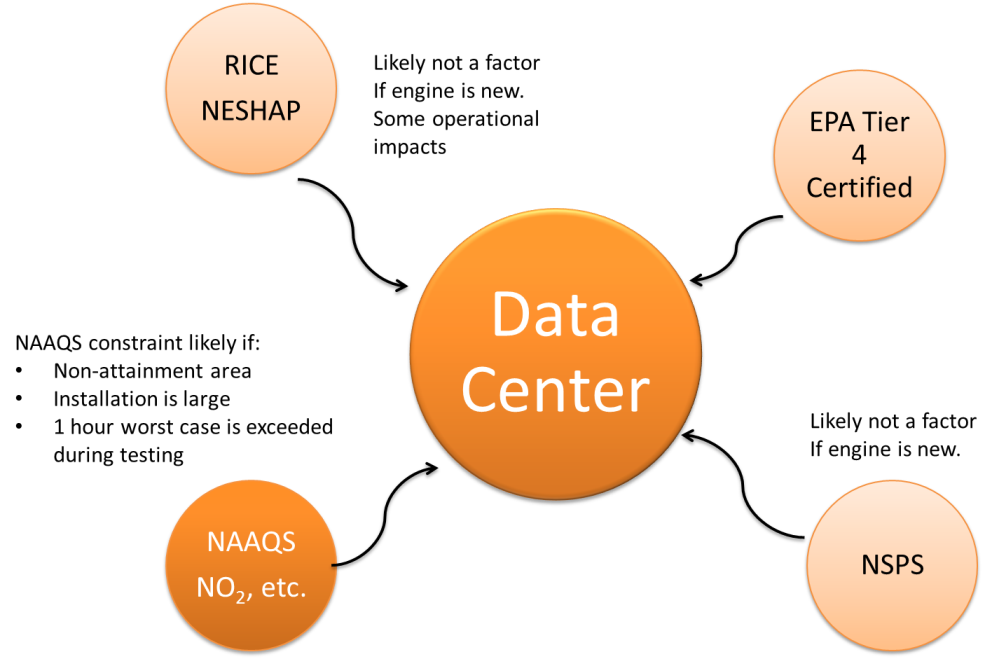 RICE
NESHAP
Likely not a factor
If engine is new.
Some operational
impacts
EPA Tier
4
Certified
Data
Center
NAAQS constraint likely if:
• Non-attainment area
• Installation is large
• 1 hour worst case is exceeded
during testing
Likely not a factor
If engine is new.
NAAQS
NO₂, etc.
NSPS